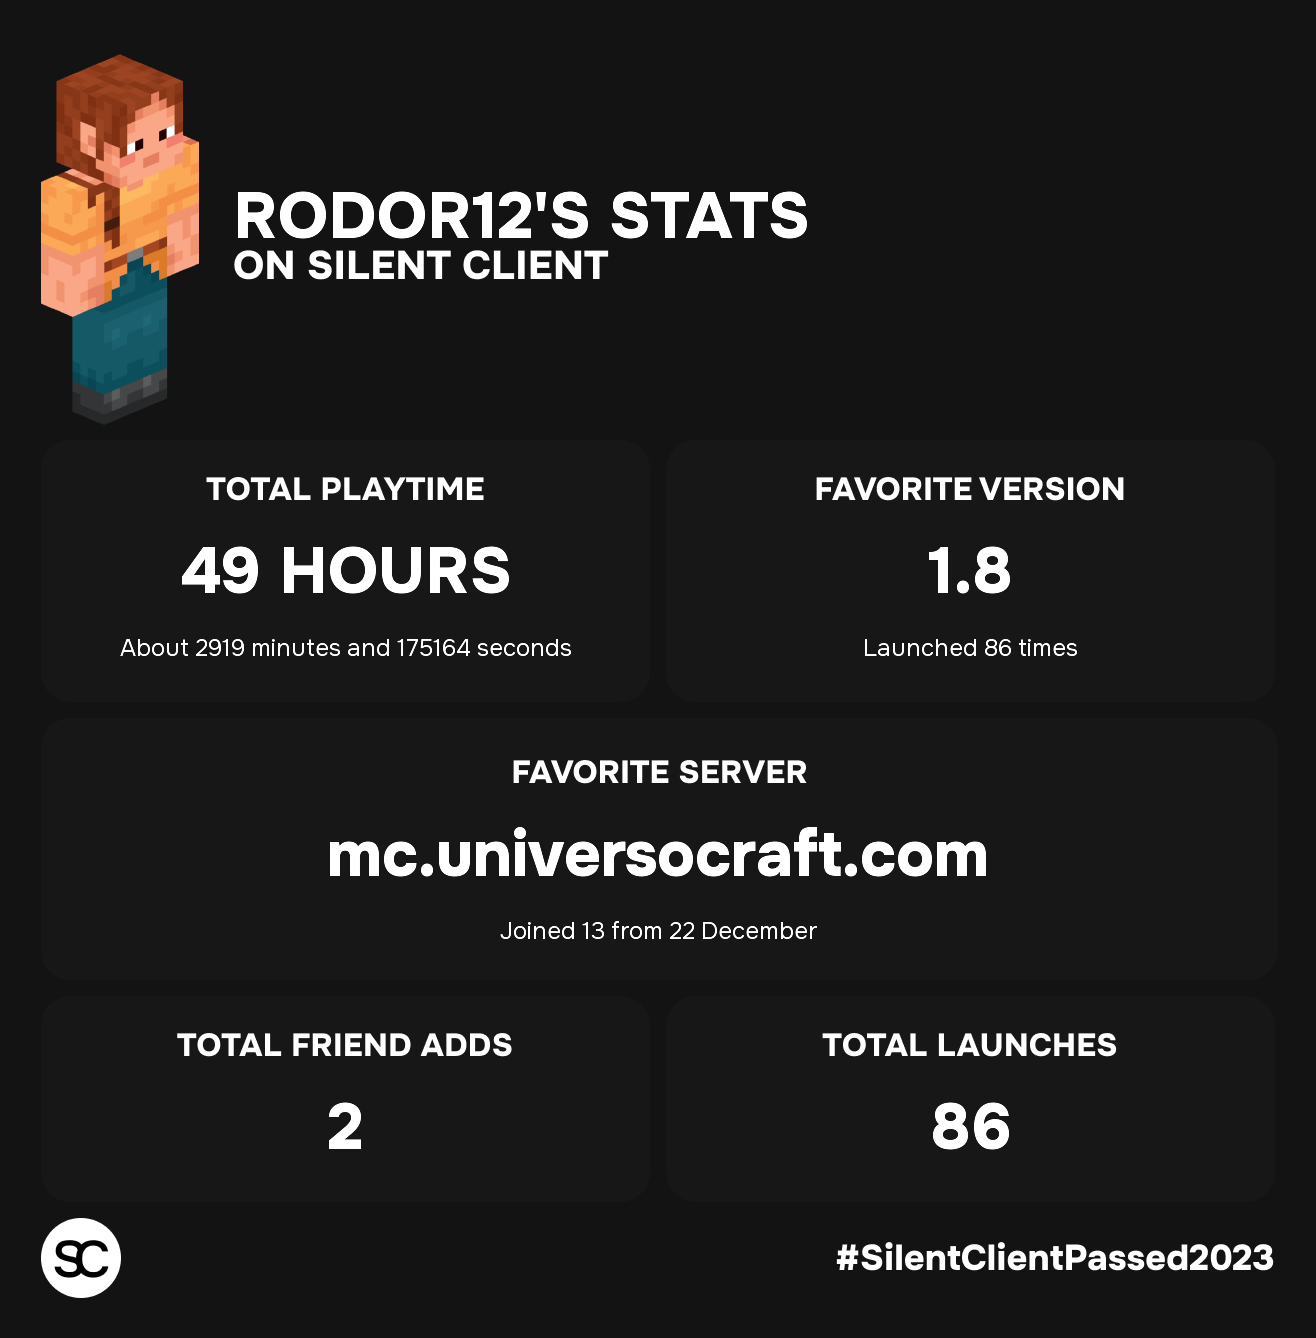 RODOR12'S STATS
ON SILENT CLIENT
TOTAL PLAYTIME
49 HOURS
About 2919 minutes and 175164 seconds
FAVORITE VERSION
1.8
Launched 86 times
FAVORITE SERVER
mc.universocraft.com
Joined 13 from 22 December
TOTAL FRIEND ADDS
2
TOTAL LAUNCHES
86
SC
#SilentClientPassed2023